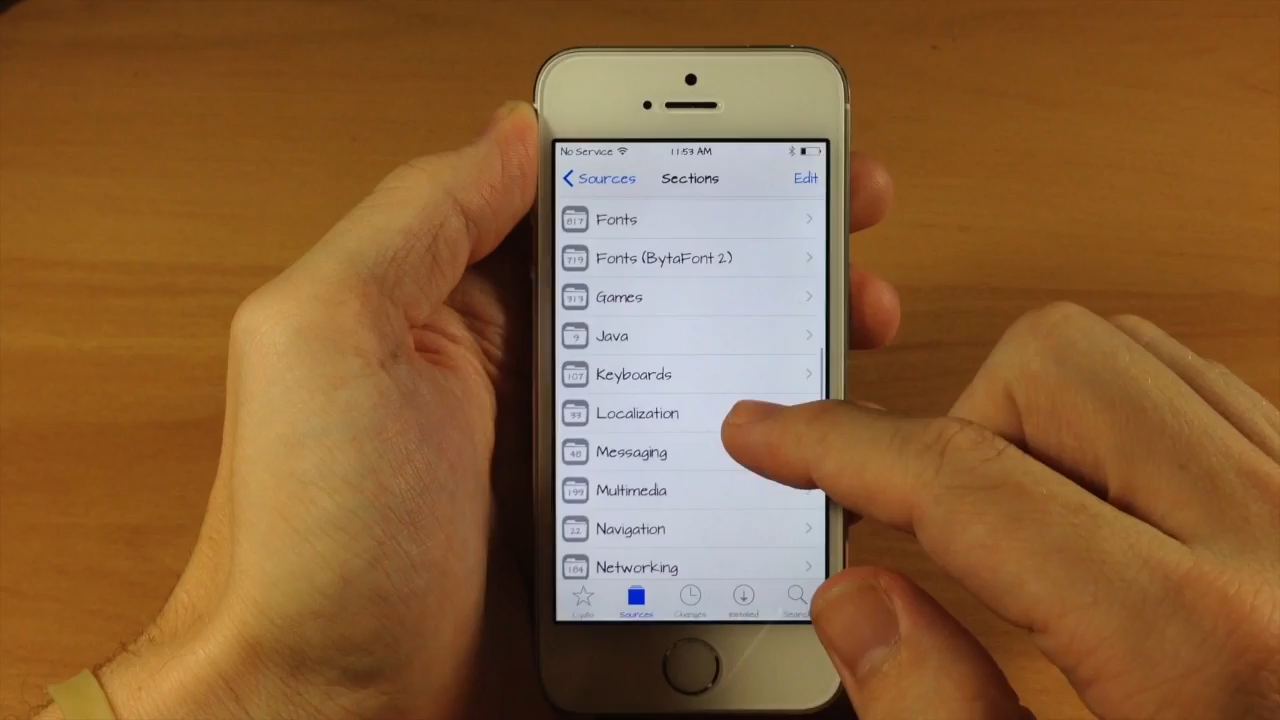 No Service 11:53 AM
Sources Sections Edit
817 Fonts
719 Fonts (BytaFont 2)
313 Games
9 Java
107 Keyboards
33 Localization
Messaging
199 Multimedia
22 Navigation
184 Networking
Cydia Sources Changes Installed Search